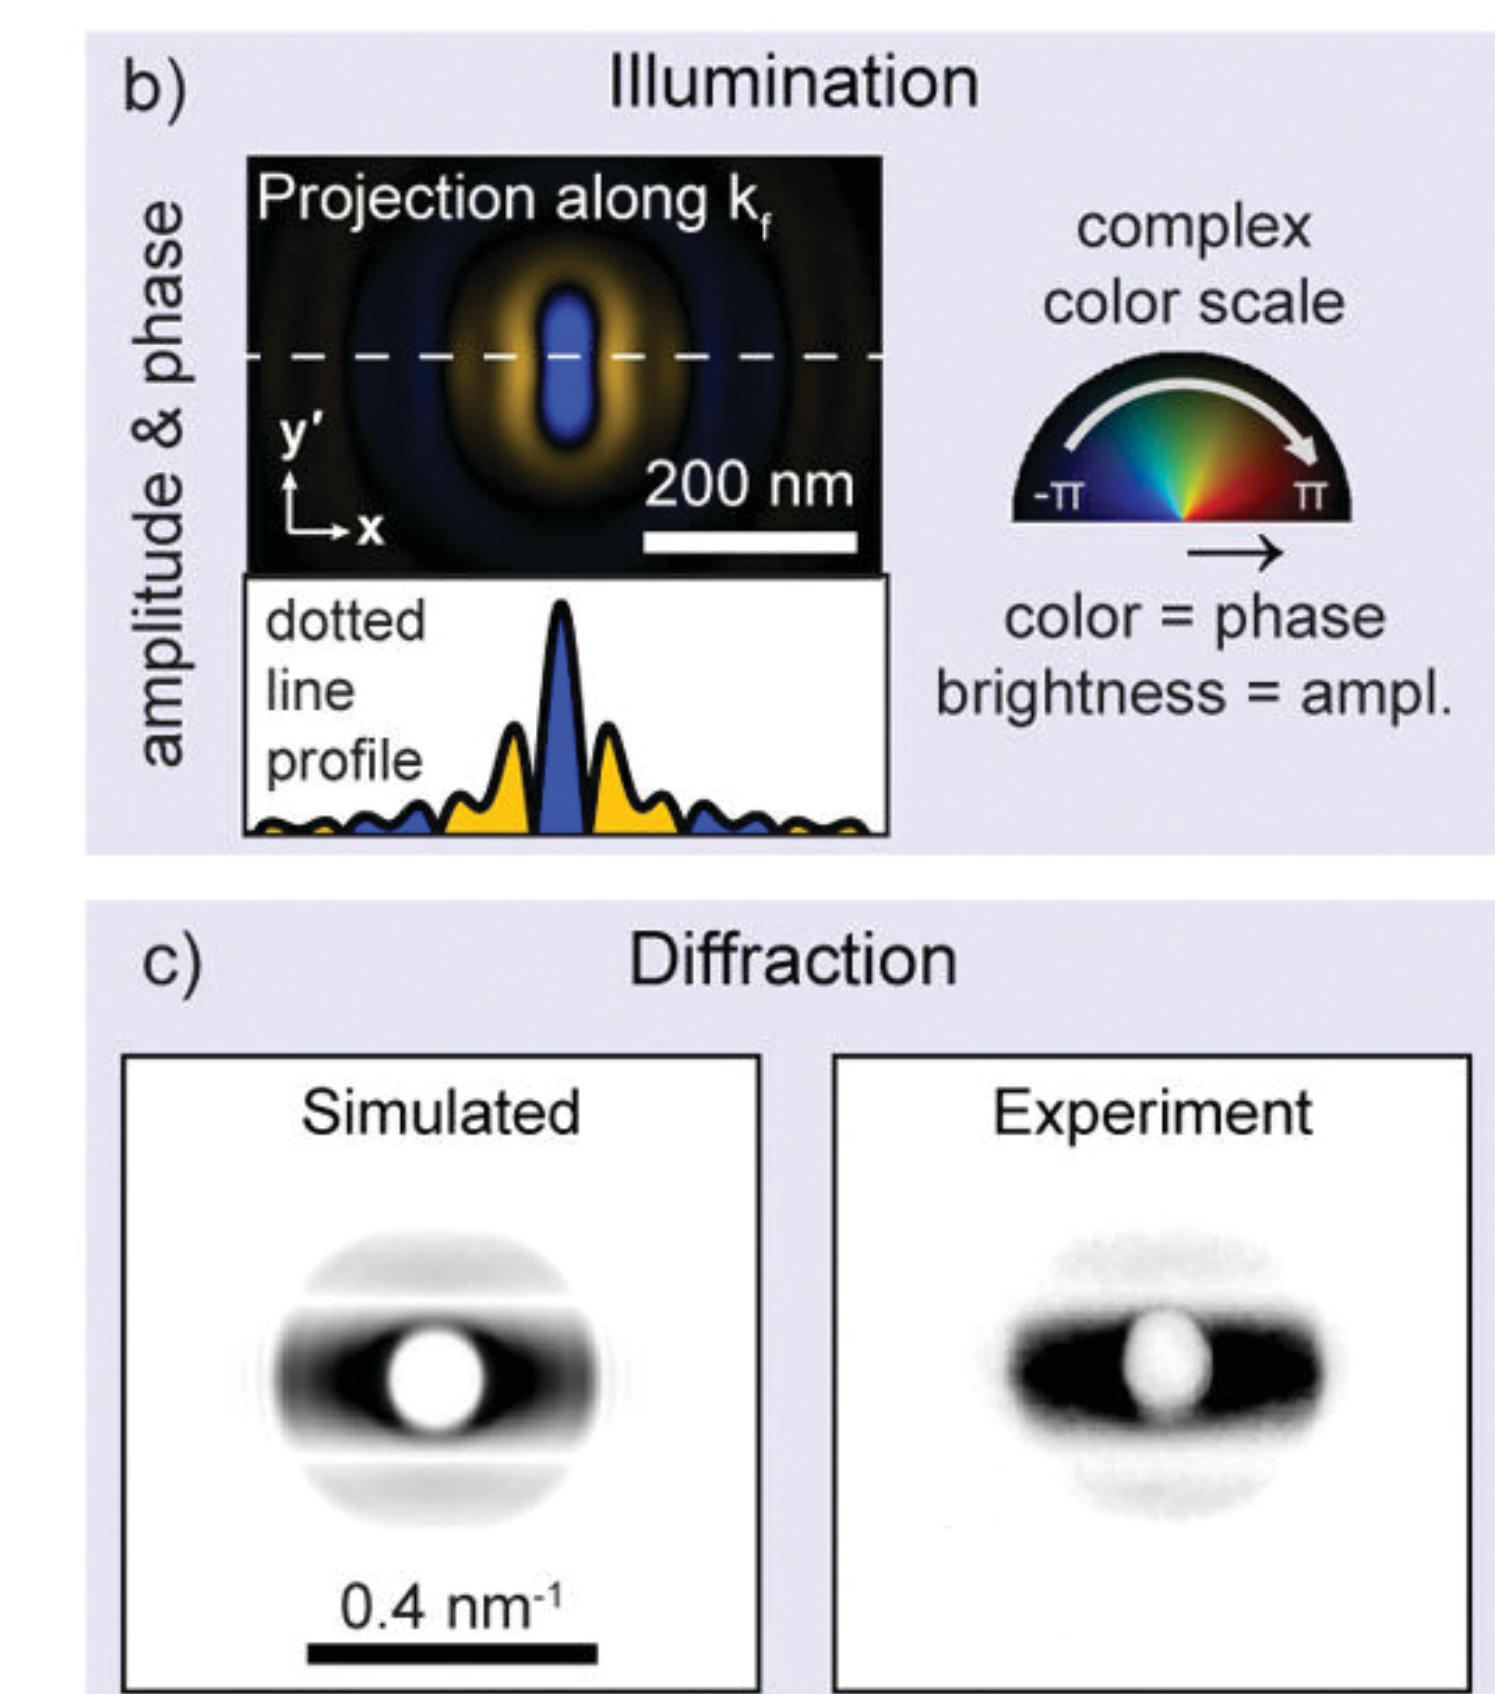 b)
Illumination
amplitude & phase
Projection along k_f
y′
x
200 nm
dotted
line
profile
complex
color scale
-π
π
color = phase
brightness = ampl.
c)
Diffraction
Simulated
0.4 nm⁻¹
Experiment